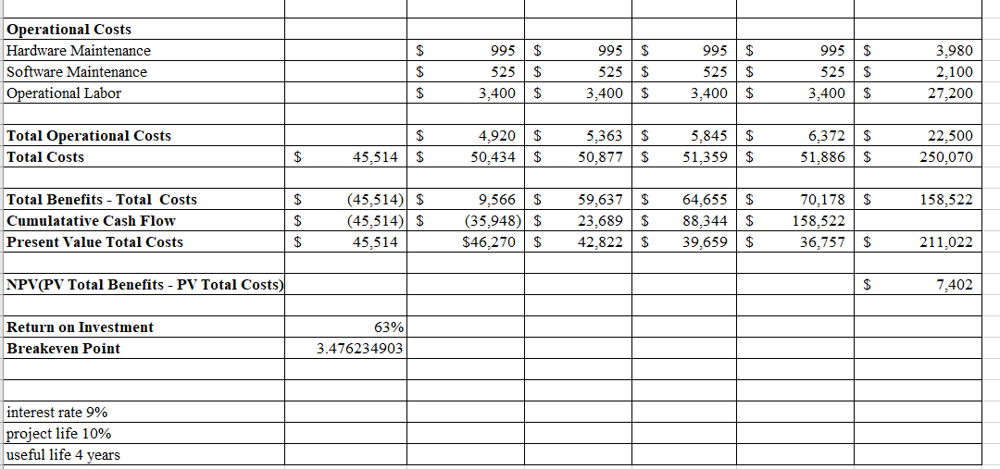 Operational Costs
Hardware Maintenance $ 995 $ 995 $ 995 $ 995 $ 3,980
Software Maintenance $ 525 $ 525 $ 525 $ 525 $ 2,100
Operational Labor $ 3,400 $ 3,400 $ 3,400 $ 3,400 $ 27,200
Total Operational Costs $ 4,920 $ 5,363 $ 5,845 $ 6,372 $ 22,500
Total Costs $ 45,514 $ 50,434 $ 50,877 $ 51,359 $ 51,886 $ 250,070
Total Benefits - Total Costs $ (45,514) $ 9,566 $ 59,637 $ 64,655 $ 70,178 $ 158,522
Cumulatative Cash Flow $ (45,514) $ (35,948) $ 23,689 $ 88,344 $ 158,522
Present Value Total Costs $ 45,514 $46,270 $ 42,822 $ 39,659 $ 36,757 $ 211,022
NPV(PV Total Benefits - PV Total Costs) $ 7,402
Return on Investment 63%
Breakeven Point 3.476234903
interest rate 9%
project life 10%
useful life 4 years